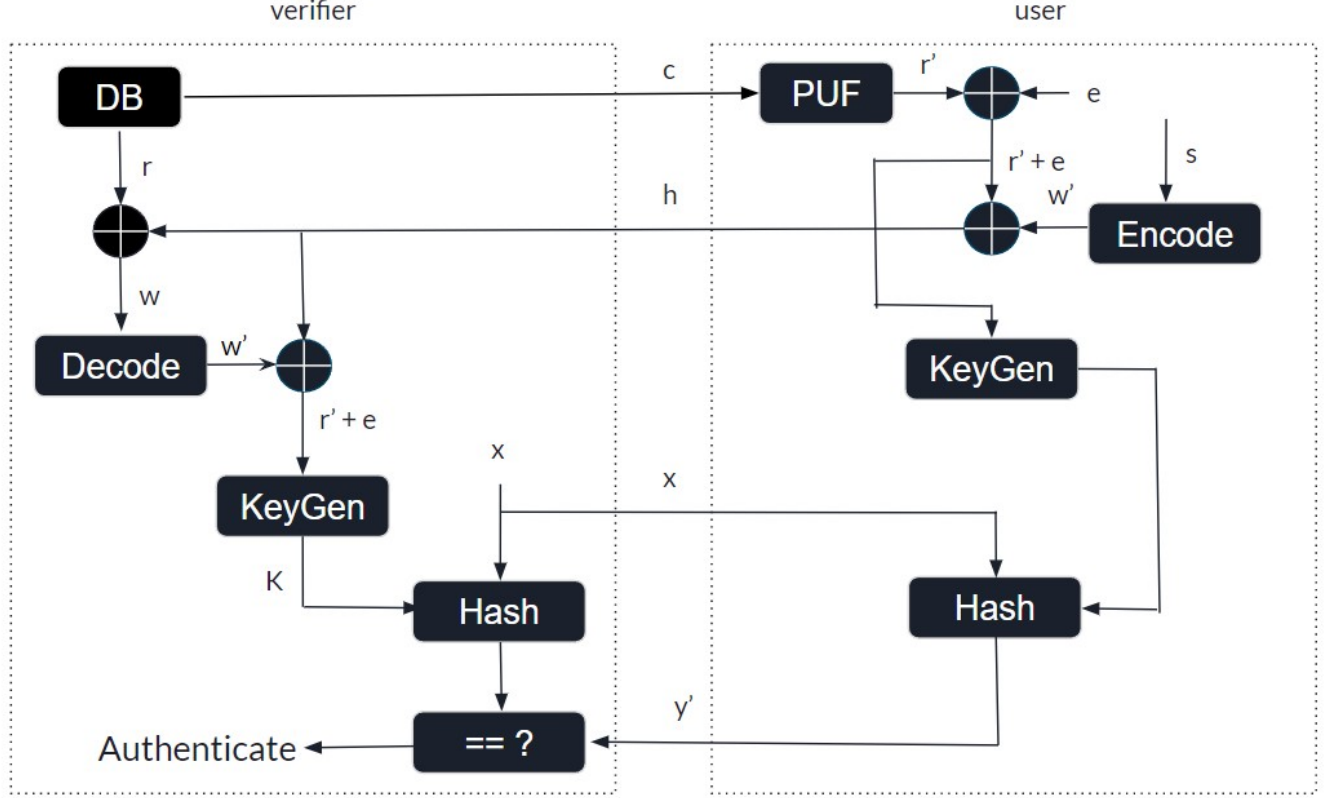 verifier
user
DB
c
PUF
r’
e
r
r’ + e
s
h
w’
Encode
w
Decode
w’
KeyGen
r’ + e
x
x
KeyGen
K
Hash
Hash
y’
== ?
Authenticate